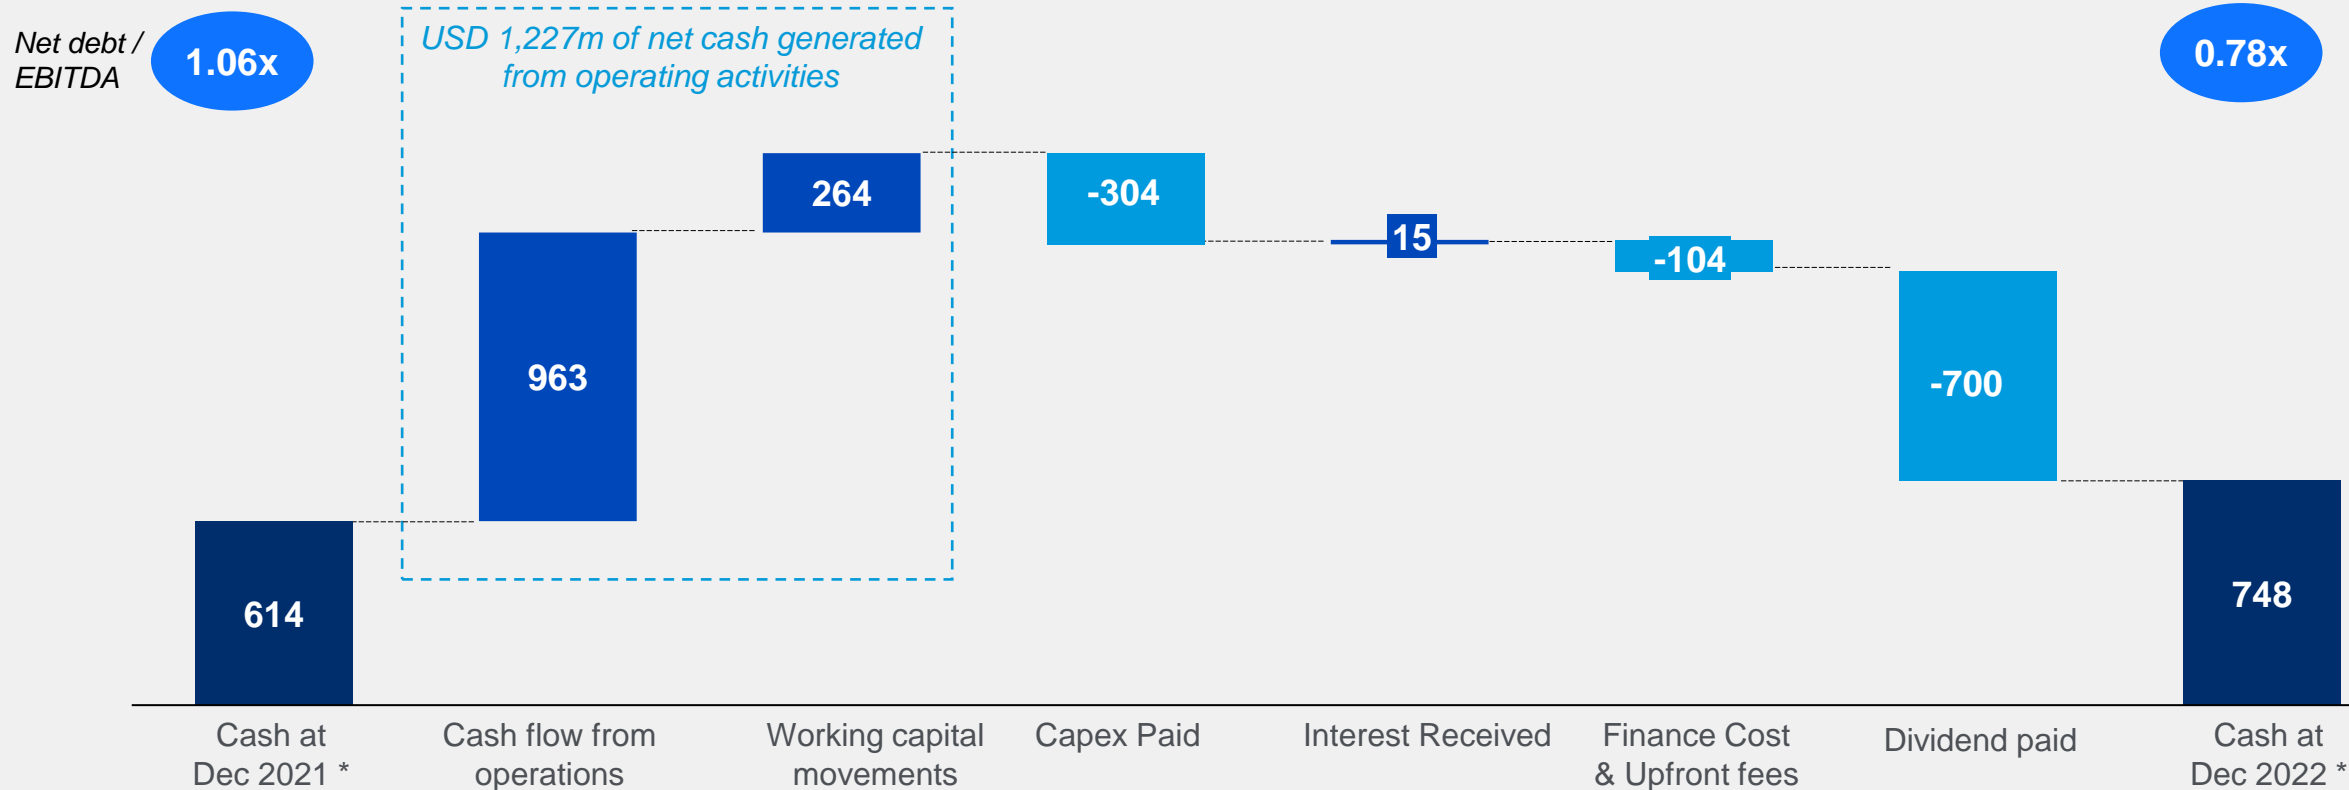 Net debt /
EBITDA
1.06x
USD 1,227m of net cash generated
from operating activities
0.78x
264
-304
15
-104
963
-700
614
748
Cash at
Dec 2021 *
Cash flow from
operations
Working capital
movements
Capex Paid
Interest Received
Finance Cost
& Upfront fees
Dividend paid
Cash at
Dec 2022 *